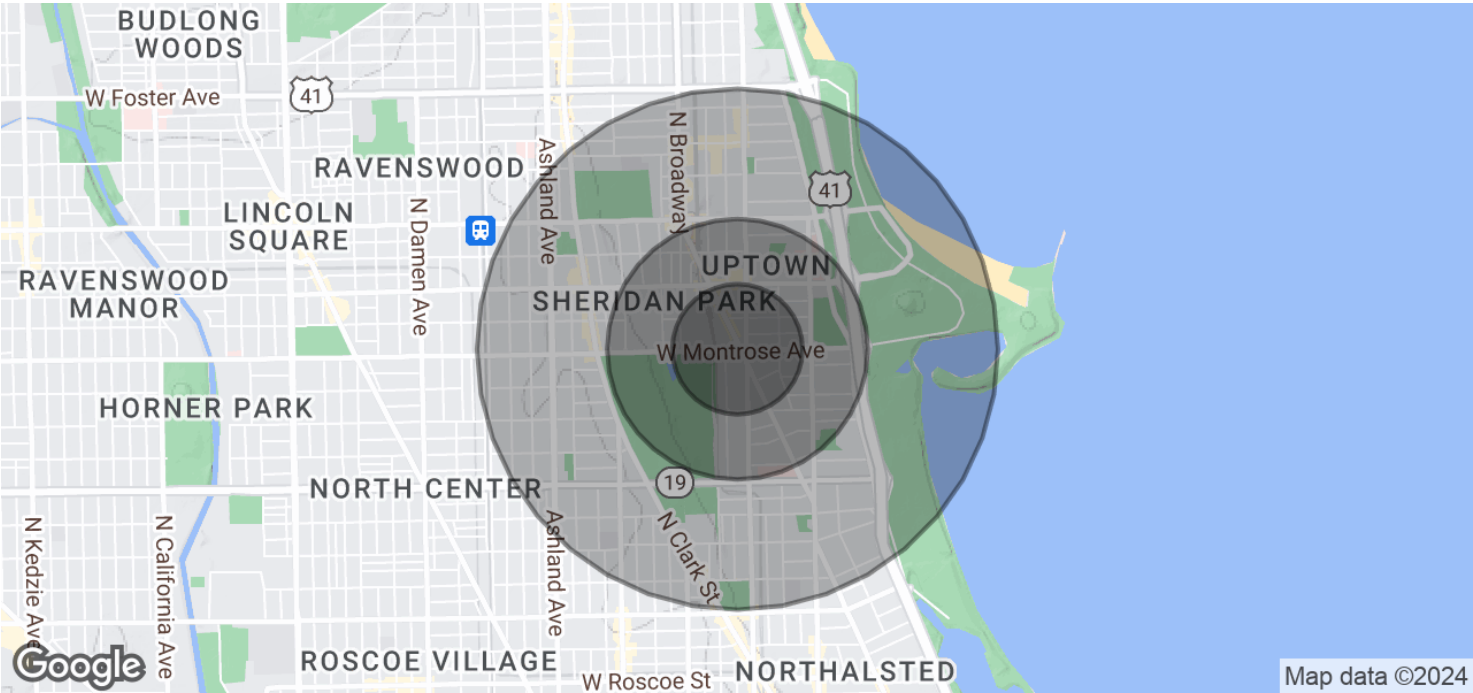 BUDLONG
WOODS
W Foster Ave
41
N Broadway
Ashland Ave
RAVENSWOOD
41
LINCOLN
SQUARE
N Damen Ave
UPTOWN
RAVENSWOOD
MANOR
SHERIDAN PARK
W Montrose Ave
HORNER PARK
NORTH CENTER
19
N Kedzie Ave
N California Ave
Ashland Ave
N Clark St
ROSCOE VILLAGE
W Roscoe St
NORTHALSTED
Google
Map data ©2024